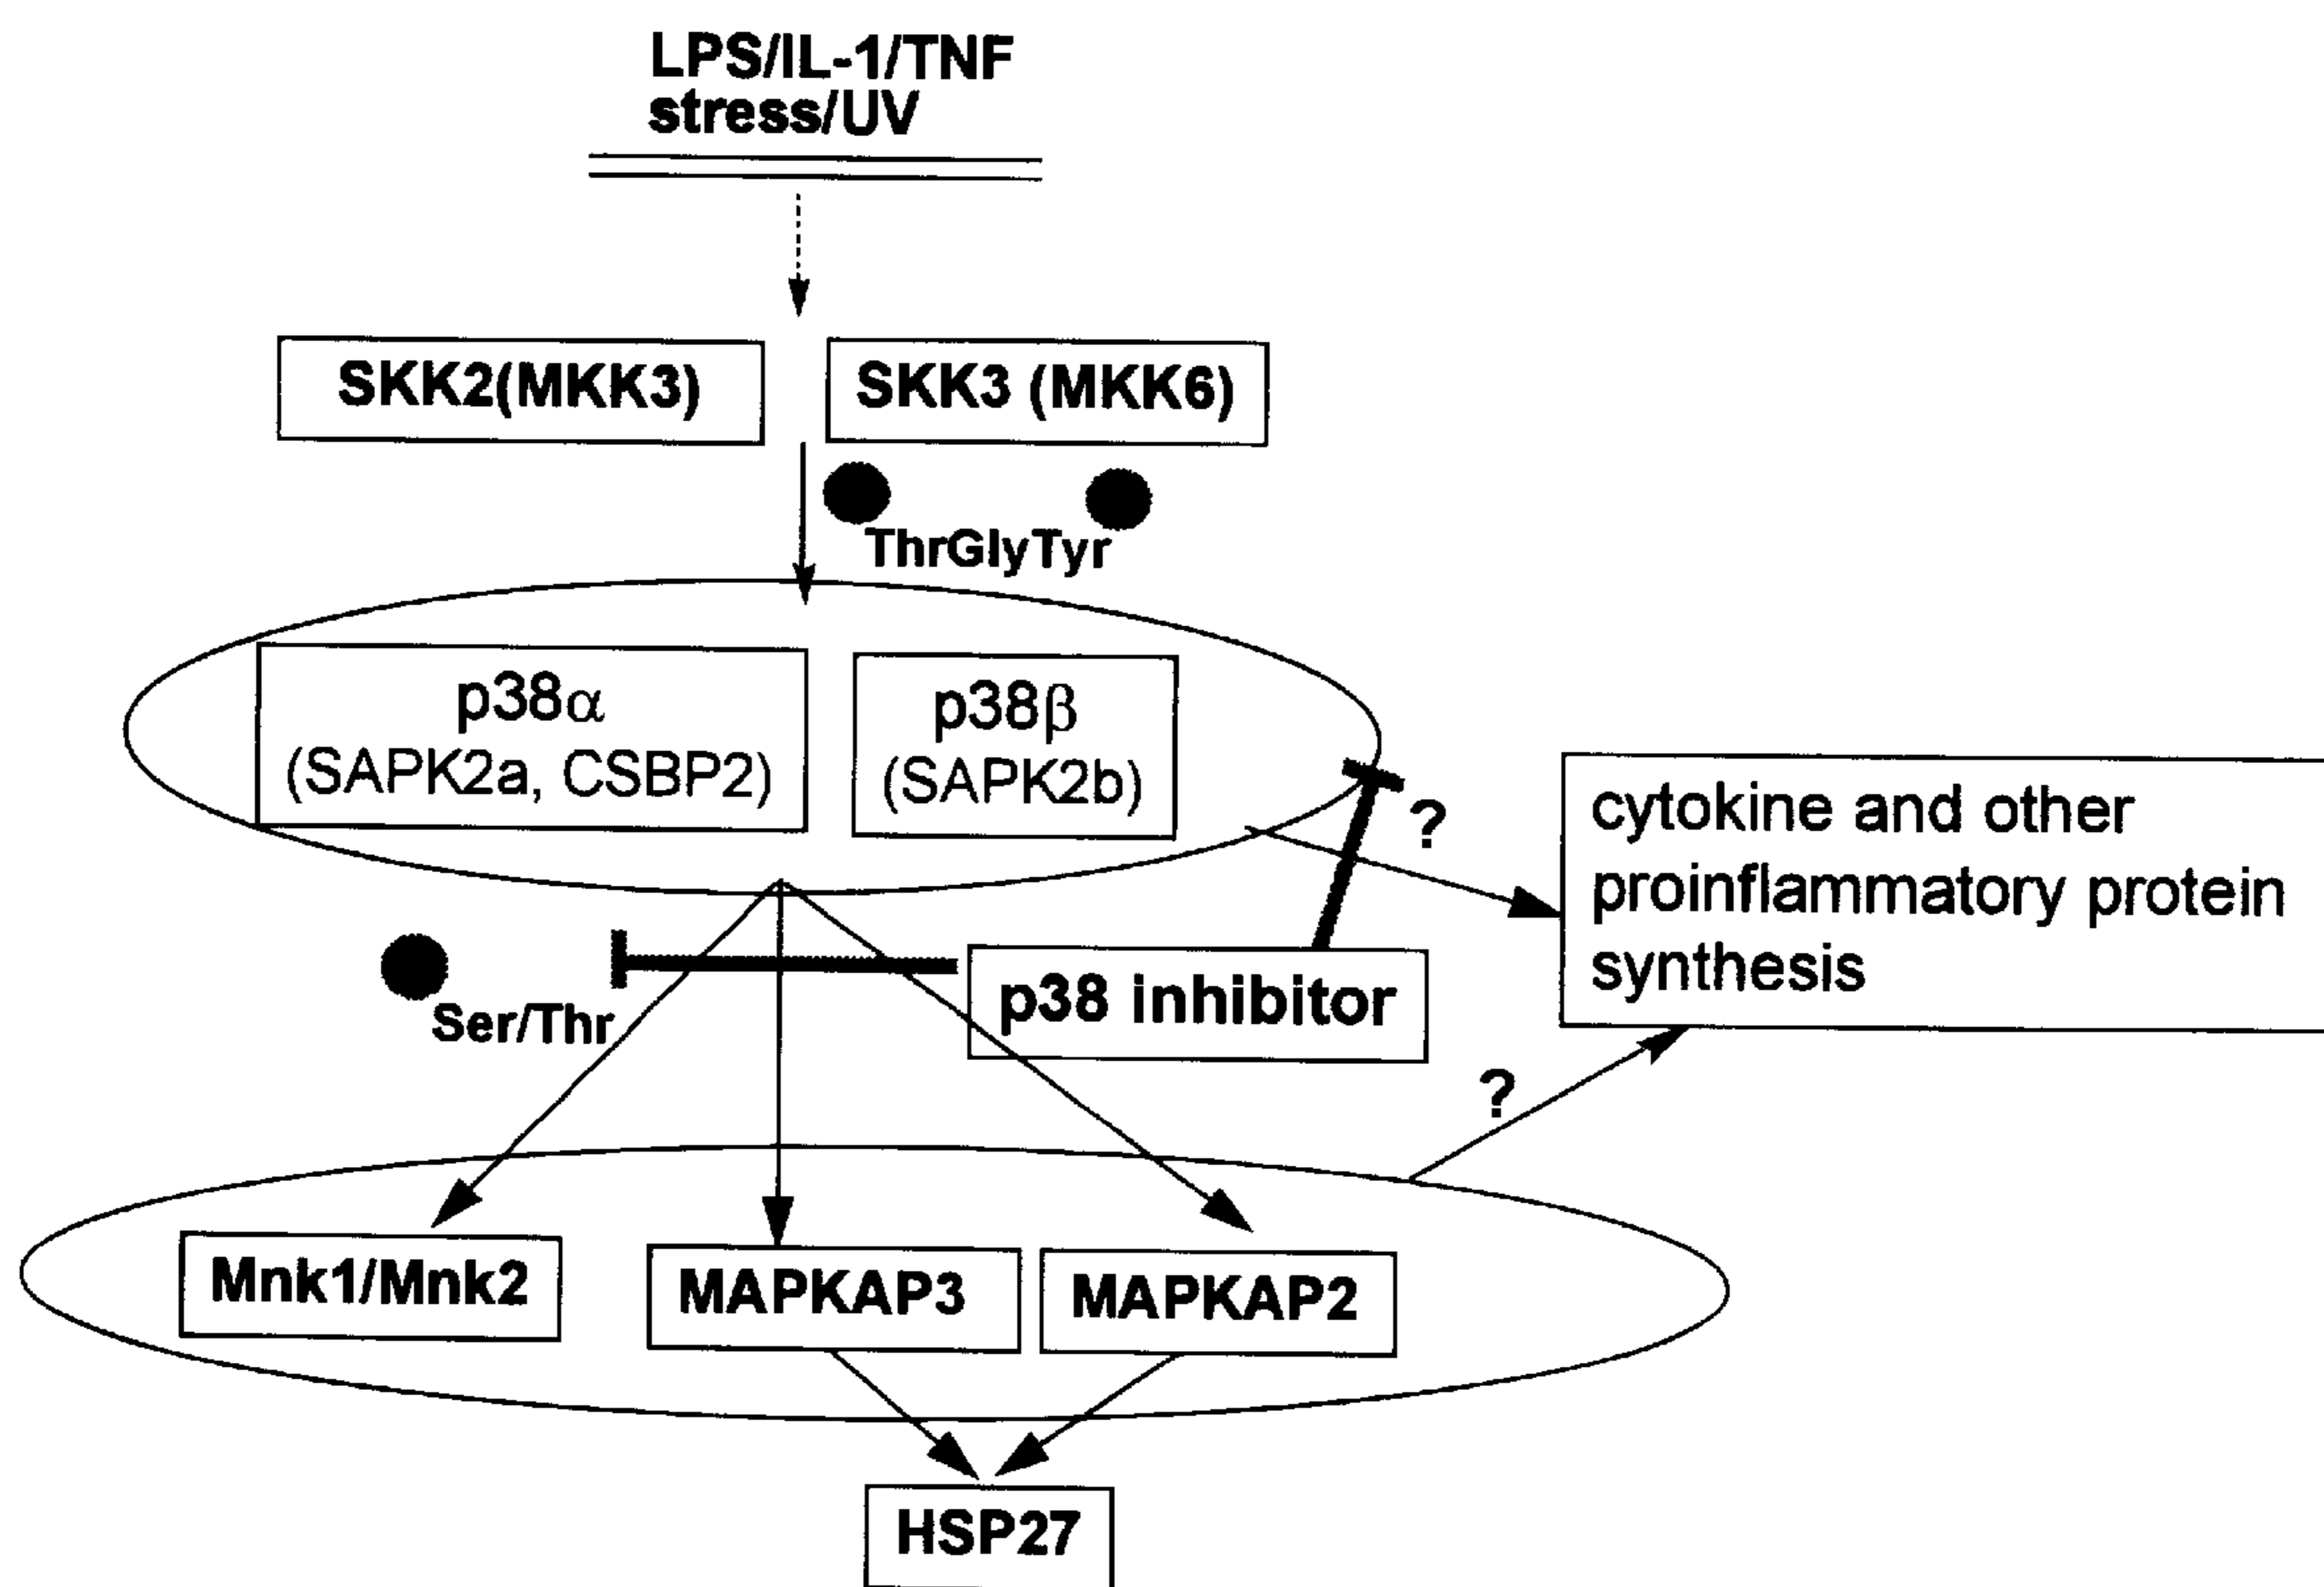 LPS/IL-1/TNF
stress/UV
SKK2(MKK3)
SKK3 (MKK6)
ThrGlyTyr
p38α
(SAPK2a, CSBP2)
p38β
(SAPK2b)
?
cytokine and other
proinflammatory protein
synthesis
p38 inhibitor
Ser/Thr
?
Mnk1/Mnk2
MAPKAP3
MAPKAP2
HSP27